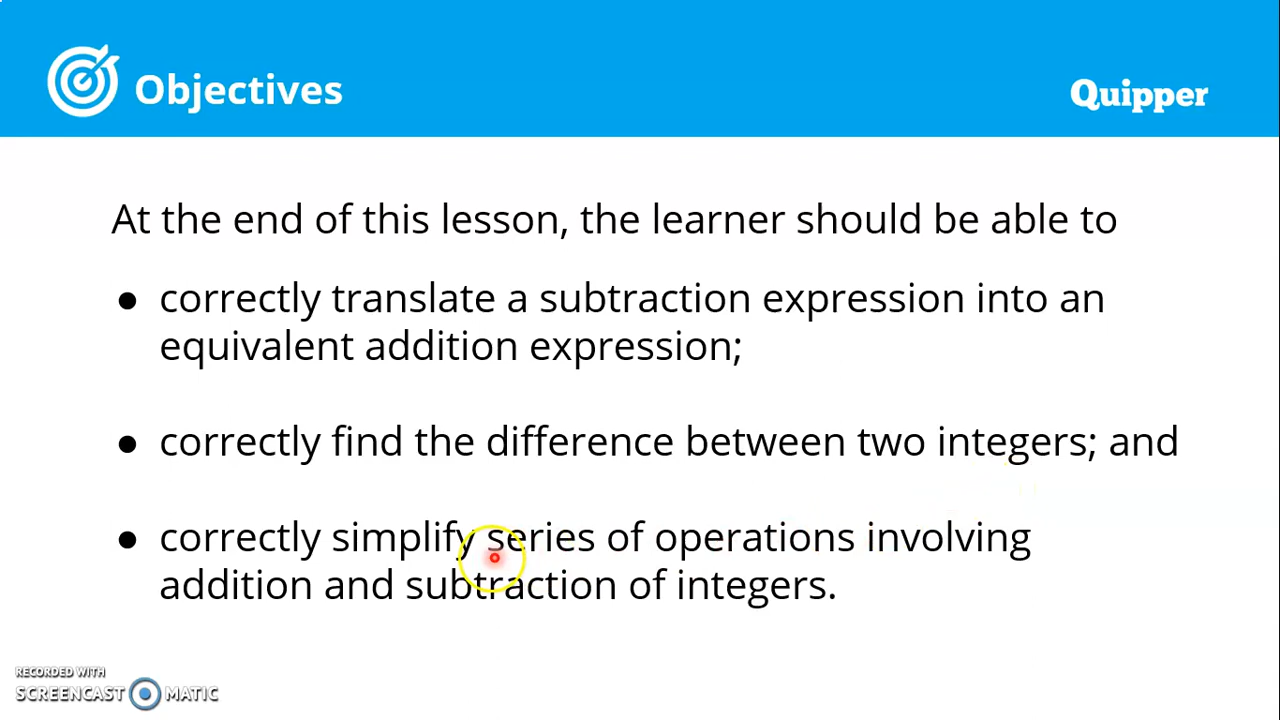 Objectives
Quipper
At the end of this lesson, the learner should be able to
● correctly translate a subtraction expression into an
equivalent addition expression;
● correctly find the difference between two integers; and
● correctly simplify series of operations involving
addition and subtraction of integers.
RECORDED WITH
SCREENCAST MATIC